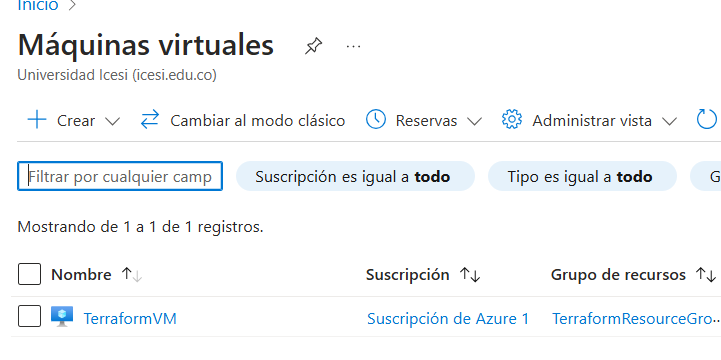 Inicio
Máquinas virtuales
Universidad Icesi (icesi.edu.co)
Crear Cambiar al modo clásico Reservas Administrar vista
Filtrar por cualquier camp Suscripción es igual a todo Tipo es igual a todo G
Mostrando de 1 a 1 de 1 registros.
Nombre Suscripción Grupo de recursos
TerraformVM Suscripción de Azure 1 TerraformResourceGro...